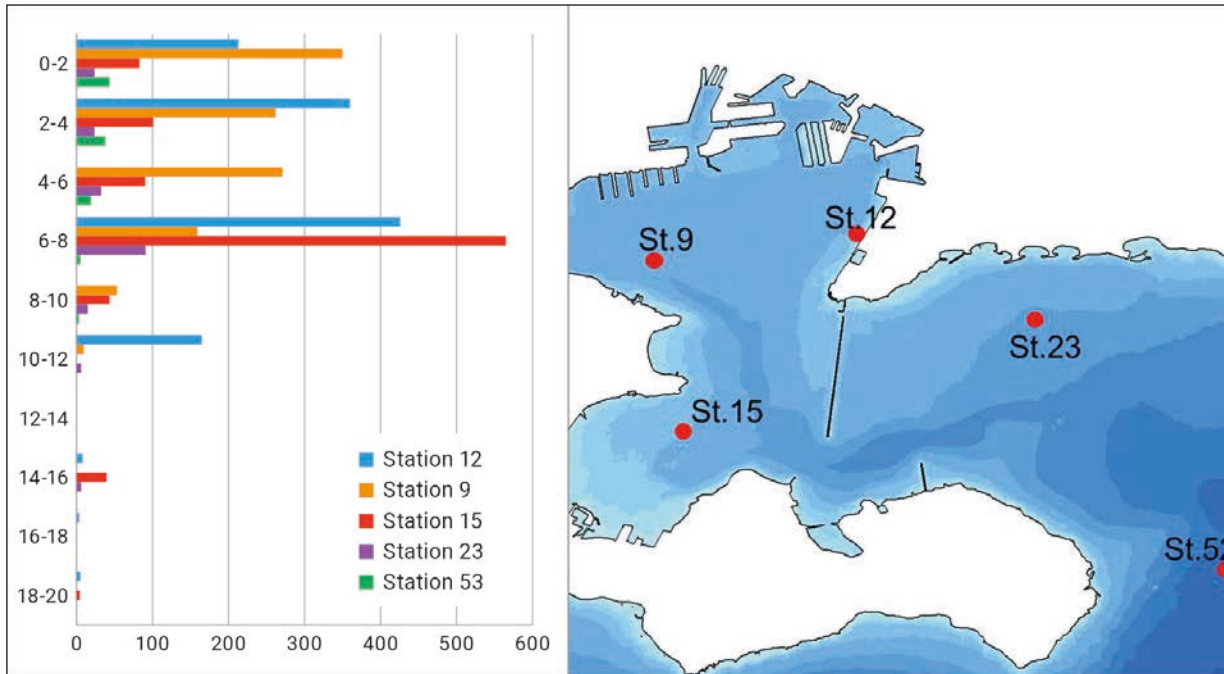 0-2
2-4
4-6
6-8
8-10
10-12
12-14
14-16
16-18
18-20
0 100 200 300 400 500 600
Station 12
Station 9
Station 15
Station 23
Station 53
St.9
St.12
St.23
St.15
St.52